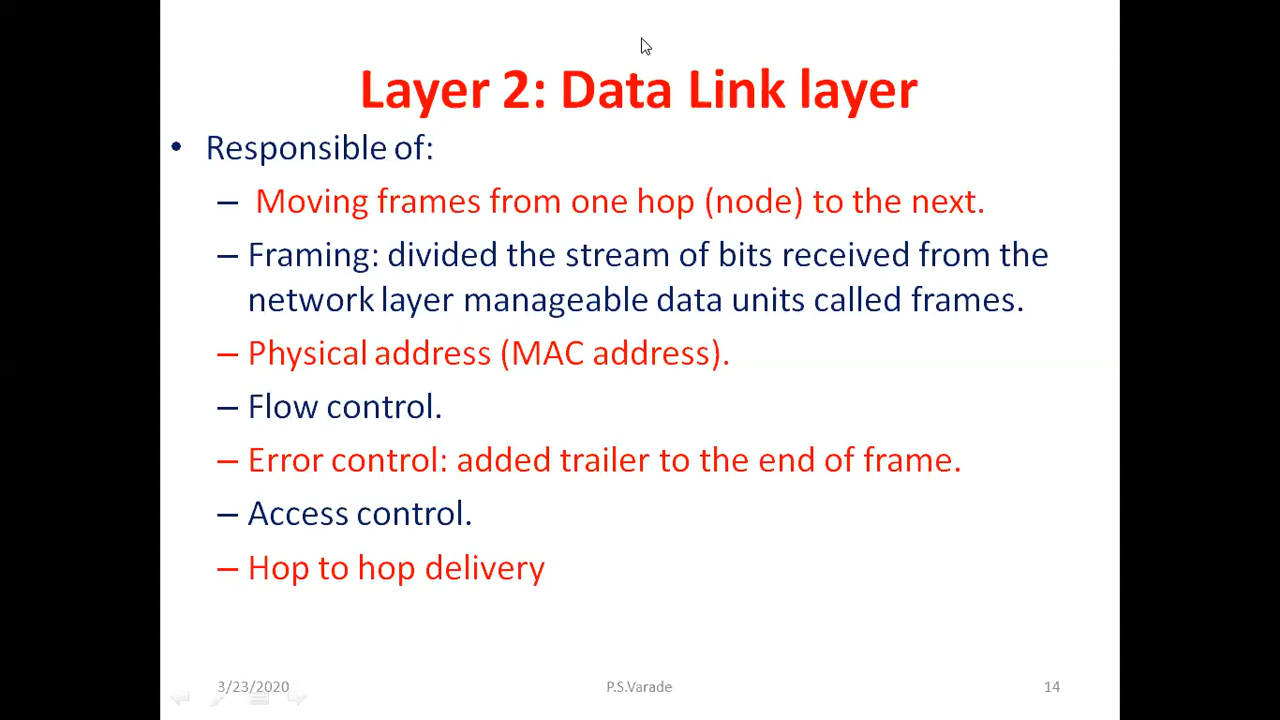 Layer 2: Data Link layer
• Responsible of:
– Moving frames from one hop (node) to the next.
– Framing: divided the stream of bits received from the
network layer manageable data units called frames.
– Physical address (MAC address).
– Flow control.
– Error control: added trailer to the end of frame.
– Access control.
– Hop to hop delivery
3/23/2020 P.S.Varade 14